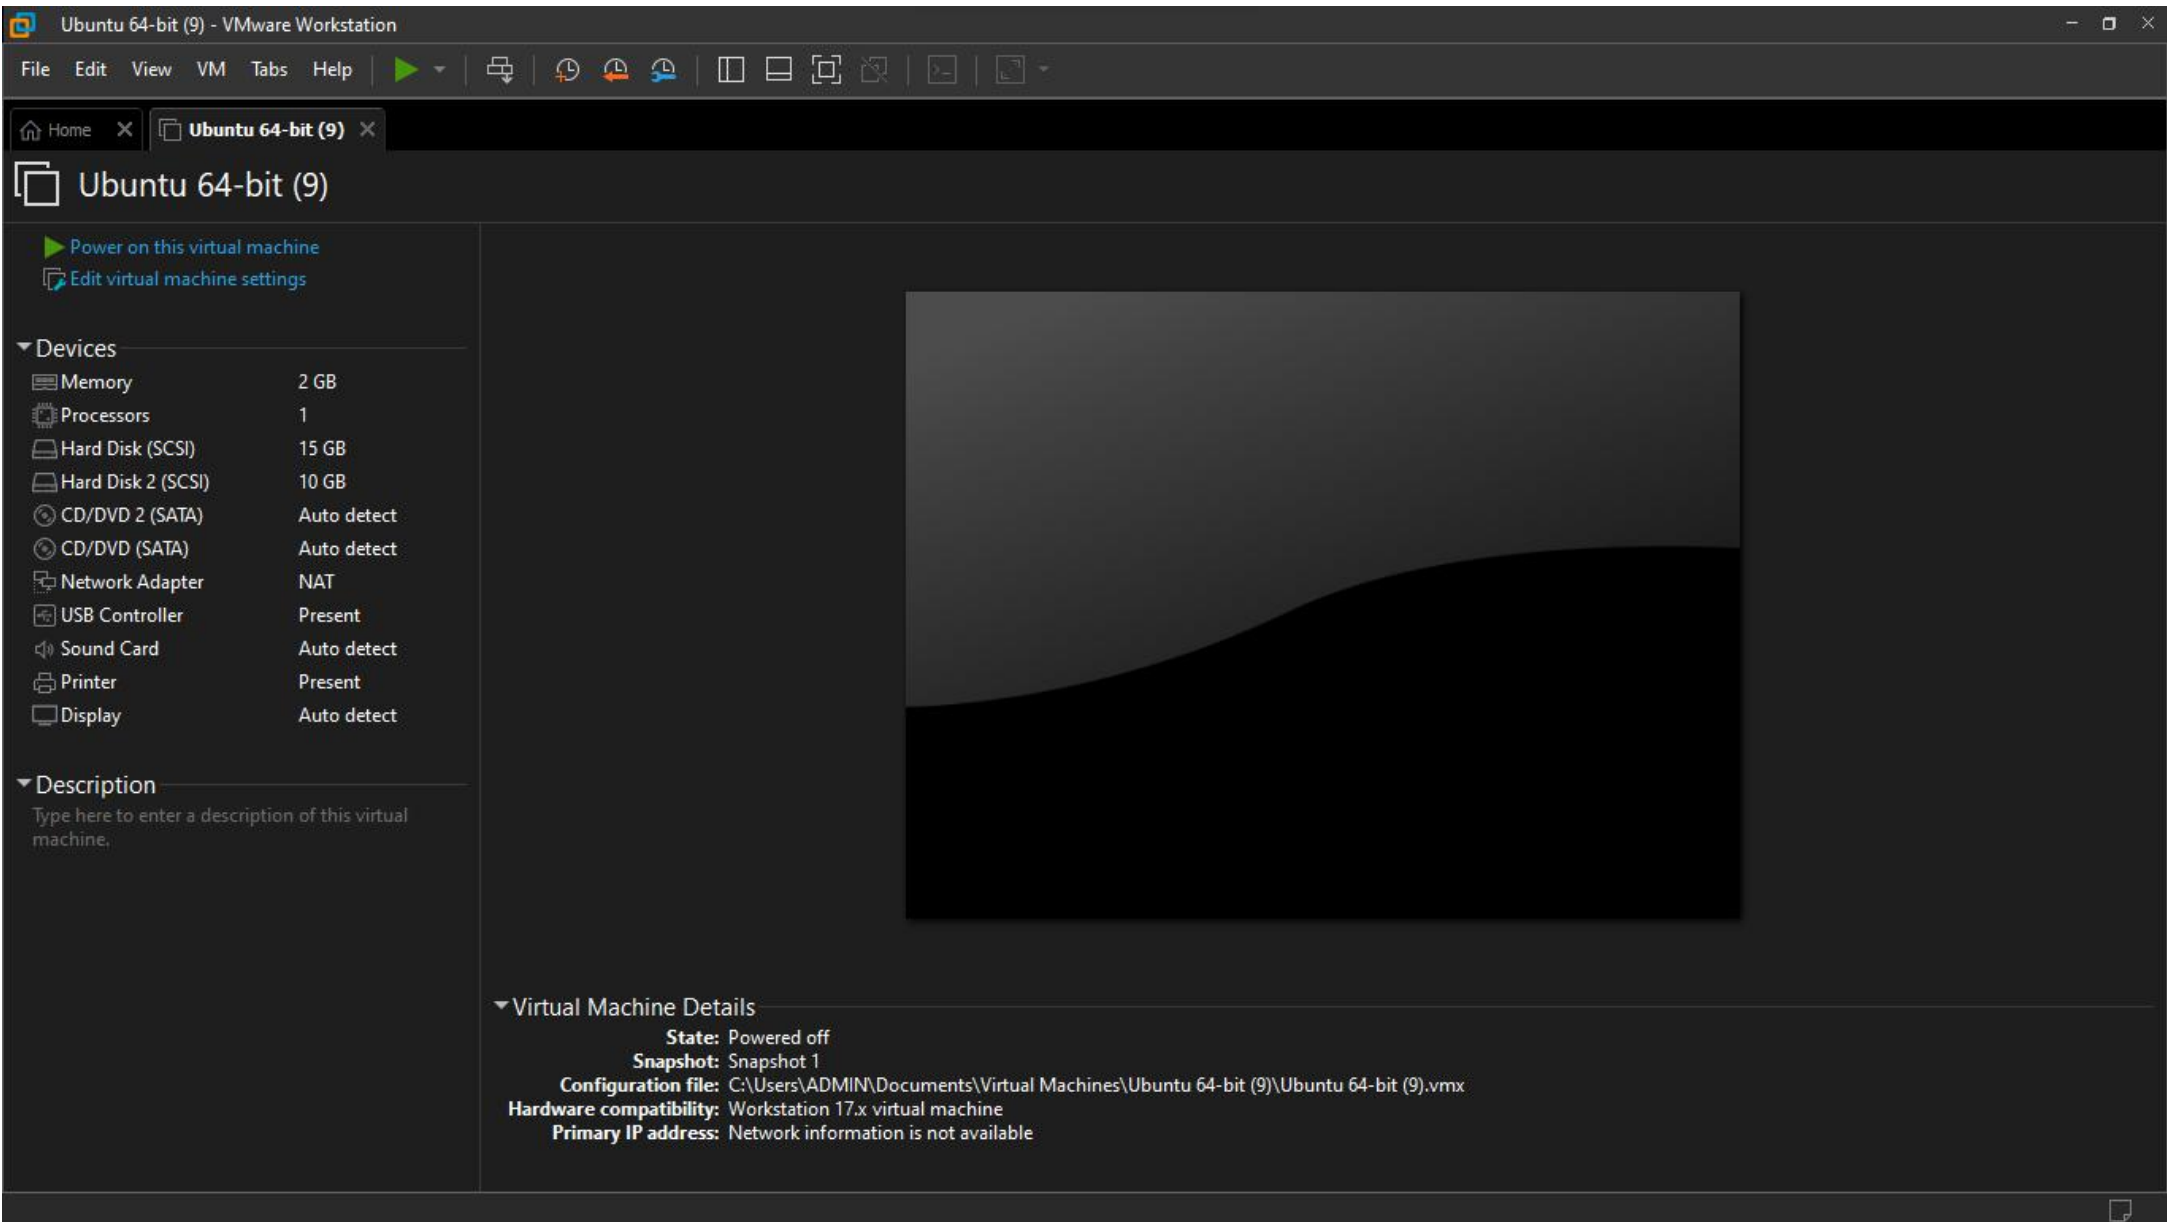 Ubuntu 64-bit (9) - VMware Workstation
File Edit View VM Tabs Help
Home
Ubuntu 64-bit (9)
Ubuntu 64-bit (9)
Power on this virtual machine
Edit virtual machine settings
Devices
Memory 2 GB
Processors 1
Hard Disk (SCSI) 15 GB
Hard Disk 2 (SCSI) 10 GB
CD/DVD 2 (SATA) Auto detect
CD/DVD (SATA) Auto detect
Network Adapter NAT
USB Controller Present
Sound Card Auto detect
Printer Present
Display Auto detect
Description
Type here to enter a description of this virtual
machine.
Virtual Machine Details
State: Powered off
Snapshot: Snapshot 1
Configuration file: C:\Users\ADMIN\Documents\Virtual Machines\Ubuntu 64-bit (9)\Ubuntu 64-bit (9).vmx
Hardware compatibility: Workstation 17.x virtual machine
Primary IP address: Network information is not available